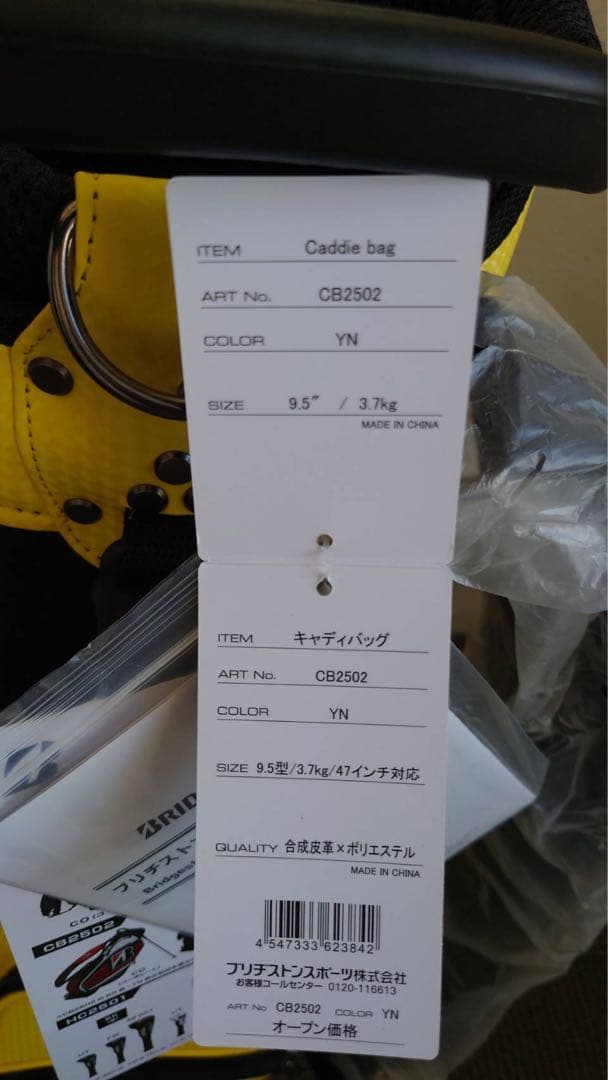 ITEM Caddie bag
ART No. CB2502
COLOR YN
SIZE 9.5" / 3.7kg
MADE IN CHINA
ITEM キャディバッグ
ART No. CB2502
COLOR YN
SIZE 9.5型/3.7kg/47インチ対応
QUALITY 合成皮革×ポリエステル
MADE IN CHINA
4 547333 623842
ブリヂストンスポーツ株式会社
お客様コールセンター 0120-116613
ART No CB2502 COLOR YN
オープン価格
BRID
ブリヂストン
Bridges
CB2502
HC2501